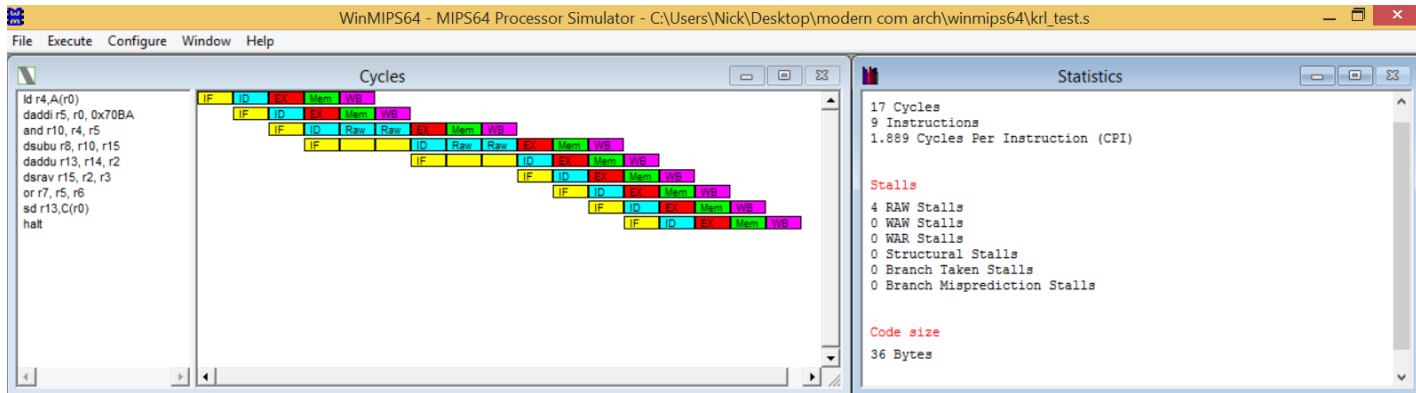 WinMIPS64 - MIPS64 Processor Simulator - C:\Users\Nick\Desktop\modern com arch\winmips64\krl_test.s
File Execute Configure Window Help
Cycles
ld r4,A(r0)
daddi r5, r0, 0x70BA
and r10, r4, r5
dsubu r8, r10, r15
daddu r13, r14, r2
dsrav r15, r2, r3
or r7, r5, r6
sd r13,C(r0)
halt
IF ID EX Mem WB
IF ID EX Mem WB
IF ID Raw Raw EX Mem WB
IF ID Raw Raw EX Mem WB
IF ID EX Mem WB
IF ID EX Mem WB
IF ID EX Mem WB
IF ID EX Mem WB
IF ID EX Mem WB
Statistics
17 Cycles
9 Instructions
1.889 Cycles Per Instruction (CPI)
Stalls
4 RAW Stalls
0 WAW Stalls
0 WAR Stalls
0 Structural Stalls
0 Branch Taken Stalls
0 Branch Misprediction Stalls
Code size
36 Bytes